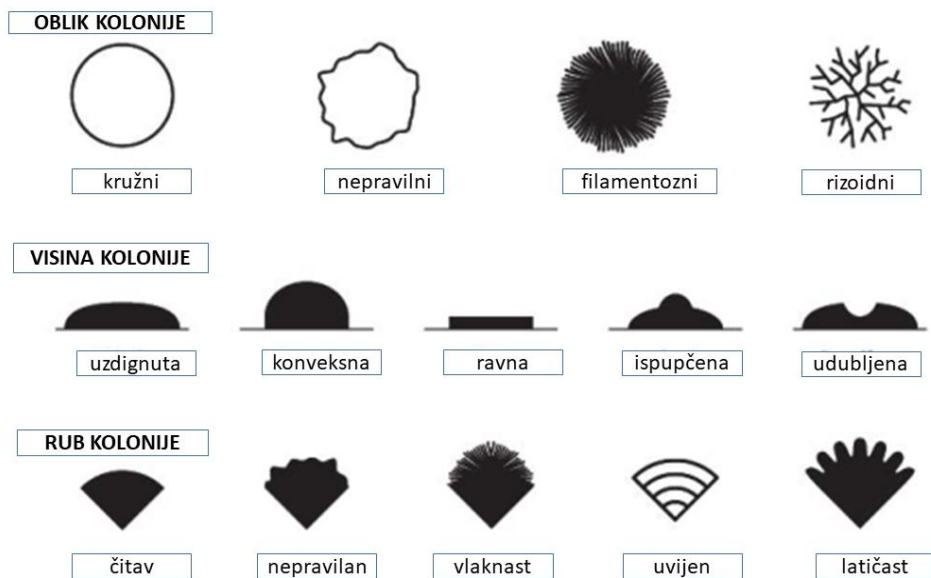 OBLIK KOLONIJE
kružni nepravilni filamentozni rizoidni
VISINA KOLONIJE
uzdignuta konveksna ravna ispupčena udubljena
RUB KOLONIJE
čitav nepravilan vlaknast uvijen latičast